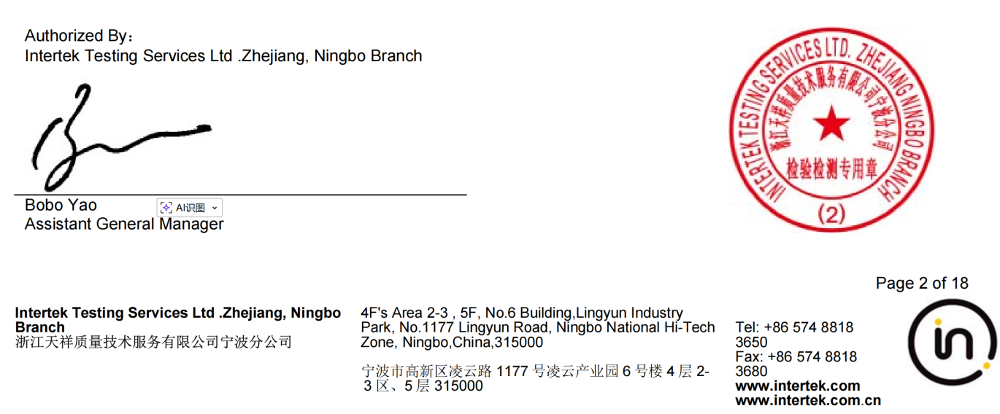 Authorized By：
Intertek Testing Services Ltd .Zhejiang, Ningbo Branch
INTERTEK TESTING SERVICES LTD. ZHEJIANG NINGBO BRANCH
浙江天祥质量技术服务有限公司宁波分公司
检验检测专用章
(2)
Bobo Yao
AI识图
Assistant General Manager
Page 2 of 18
Intertek Testing Services Ltd .Zhejiang, Ningbo
Branch
浙江天祥质量技术服务有限公司宁波分公司
4F's Area 2-3 , 5F, No.6 Building,Lingyun Industry
Park, No.1177 Lingyun Road, Ningbo National Hi-Tech
Zone, Ningbo,China,315000
宁波市高新区凌云路 1177 号凌云产业园 6 号楼 4 层 2-
3 区、5 层 315000
Tel: +86 574 8818
3650
Fax: +86 574 8818
3680
www.intertek.com
www.intertek.com.cn
in